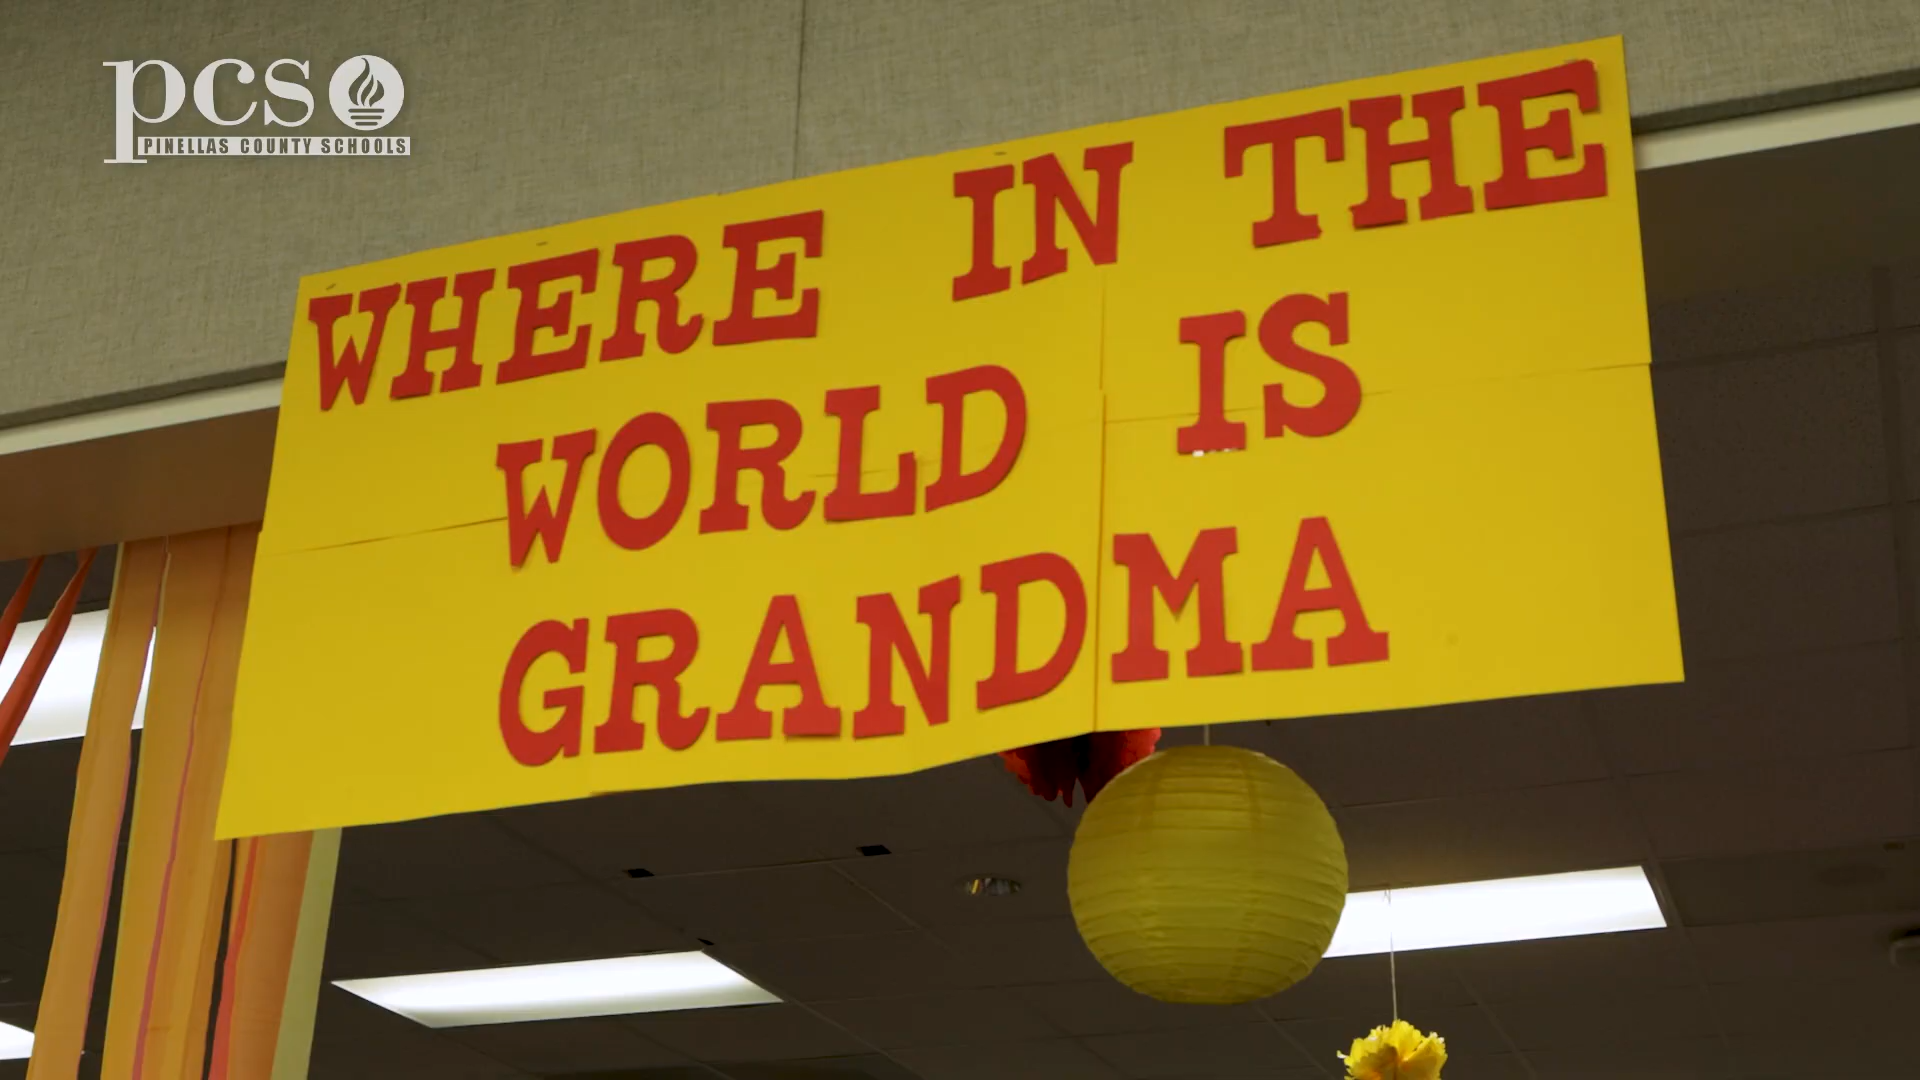 pcs
PINELLAS COUNTY SCHOOLS
WHERE IN THE
WORLD IS
GRANDMA